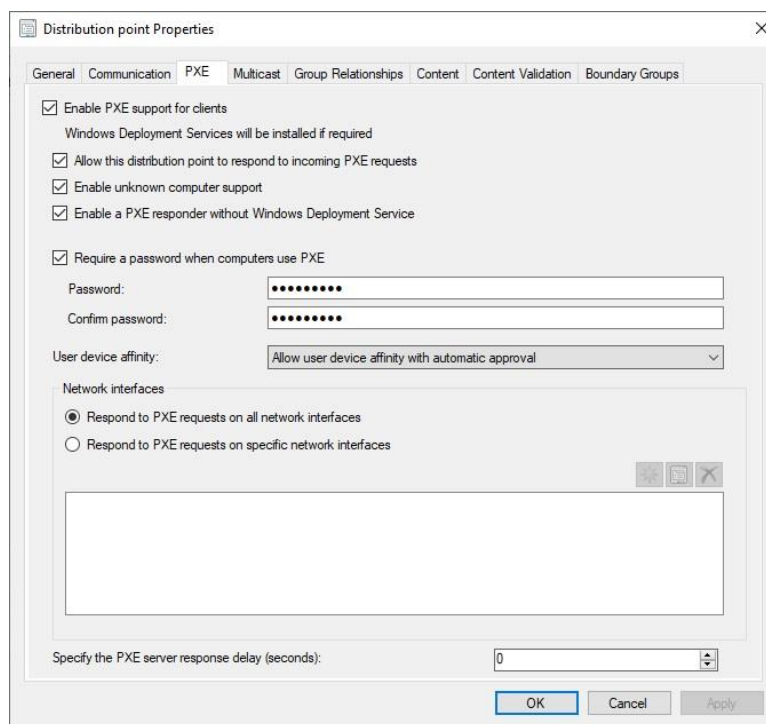 Distribution point Properties
General Communication PXE Multicast Group Relationships Content Content Validation Boundary Groups
Enable PXE support for clients
Windows Deployment Services will be installed if required
Allow this distribution point to respond to incoming PXE requests
Enable unknown computer support
Enable a PXE responder without Windows Deployment Service
Require a password when computers use PXE
Password: •••••••••
Confirm password: •••••••••
User device affinity: Allow user device affinity with automatic approval
Network interfaces
Respond to PXE requests on all network interfaces
Respond to PXE requests on specific network interfaces
Specify the PXE server response delay (seconds): 0
OK Cancel Apply